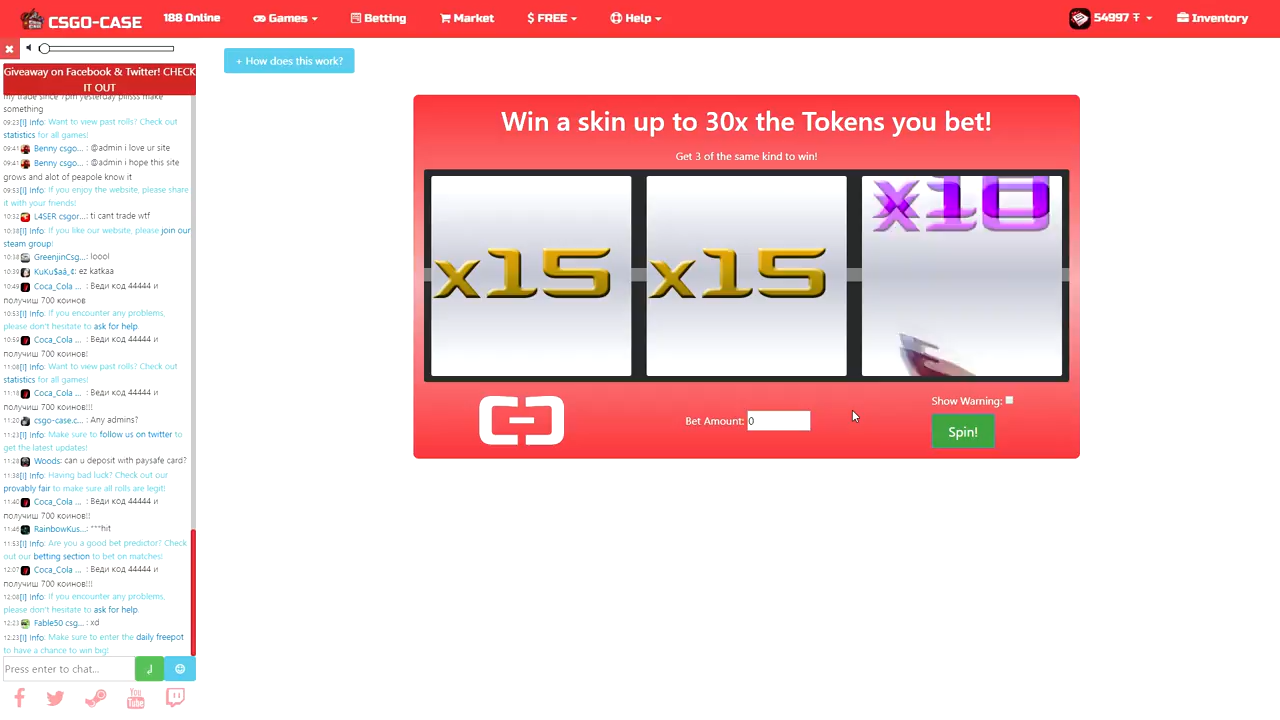 CSGO-CASE
188 Online
Games
Betting
Market
$ FREE
Help
54997
Inventory
Giveaway on Facebook & Twitter! CHECK
IT OUT
+ How does this work?
my trade since 7pm yesterday pllsss make
something
09:23[!] Info: Want to view past rolls? Check out
statistics for all games!
09:41 Benny csgo... : @admin i love ur site
09:41 Benny csgo... : @admin i hope this site
grows and alot of peapole know it
09:53[!] Info: If you enjoy the website, please share
it with your friends!
10:32 L4SER csgor...: ti cant trade wtf
10:38[!] Info: If you like our website, please join our
steam group!
10:38 GreenjinCsg... : loool
10:39 KuKu$aá,¢: ez katkaa
10:49 Coca_Cola ... : Веди код 44444 и
получиш 700 коинов
10:53[!] Info: If you encounter any problems,
please don't hesitate to ask for help.
10:59 Coca_Cola ... : Веди код 44444 и
получиш 700 коинов!
11:08[!] Info: Want to view past rolls? Check out
statistics for all games!
11:18 Coca_Cola ... : Веди код 44444 и
получиш 700 коинов!!!
11:20 csgo-case.c... : Any admins?
11:23[!] Info: Make sure to follow us on twitter to
get the latest updates!
11:28 Woods: can u deposit with paysafe card?
11:38[!] Info: Having bad luck? Check out our
provably fair to make sure all rolls are legit!
11:40 Coca_Cola ... : Веди код 44444 и
получиш 700 коинов!!
11:46 RainbowKus...: ***hit
11:53[!] Info: Are you a good bet predictor? Check
out our betting section to bet on matches!
12:07 Coca_Cola ... : Веди код 44444 и
получиш 700 коинов!!!
12:08[!] Info: If you encounter any problems,
please don't hesitate to ask for help.
12:23 Fable50 csg... : xd
12:23[!] Info: Make sure to enter the daily freepot
to have a chance to win big!
Press enter to chat...
You
Tube
Win a skin up to 30x the Tokens you bet!
Get 3 of the same kind to win!
x15
x15
x10
Bet Amount: 0
Show Warning:
Spin!